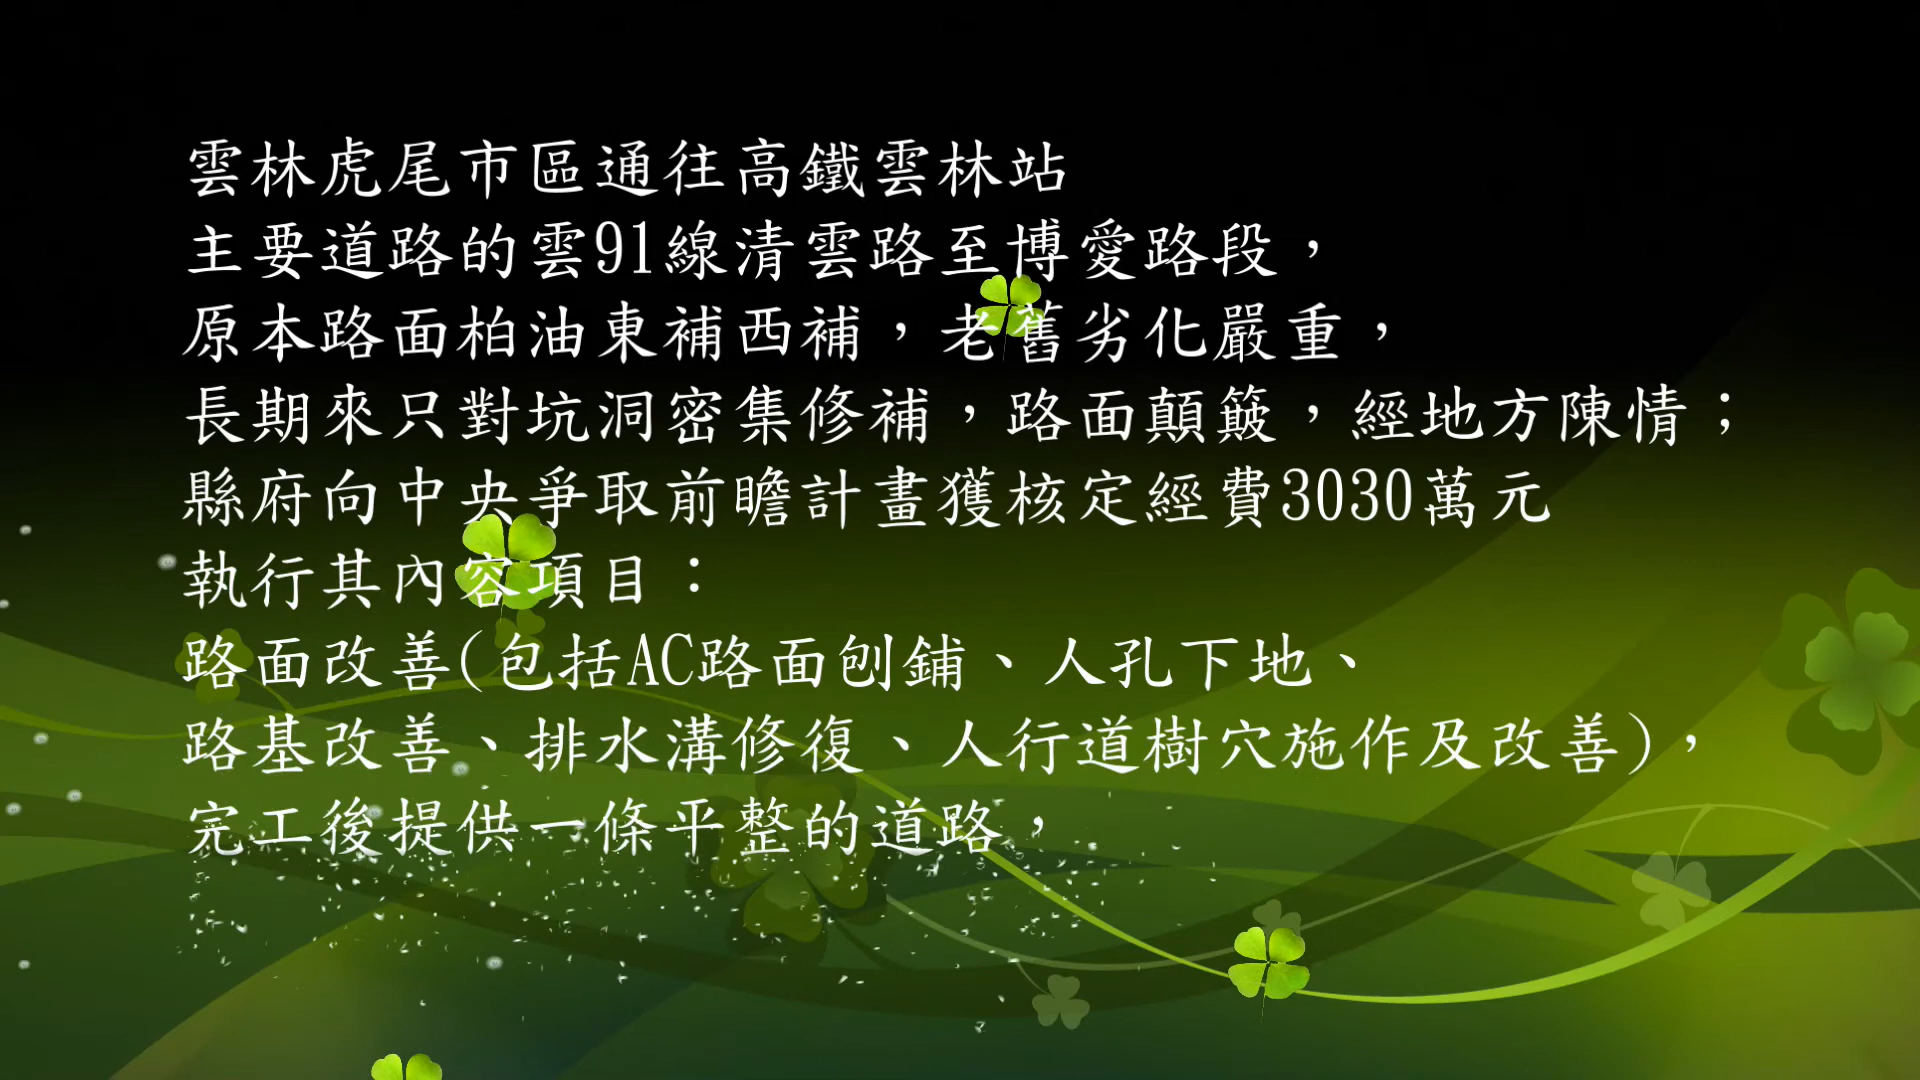 雲林虎尾市區通往高鐵雲林站
主要道路的雲91線清雲路至博愛路段，
原本路面柏油東補西補，老舊劣化嚴重，
長期來只對坑洞密集修補，路面顛簸，經地方陳情；
縣府向中央爭取前瞻計畫獲核定經費3030萬元
執行其內容項目：
路面改善(包括AC路面刨鋪、人孔下地、
路基改善、排水溝修復、人行道樹穴施作及改善)，
完工後提供一條平整的道路，